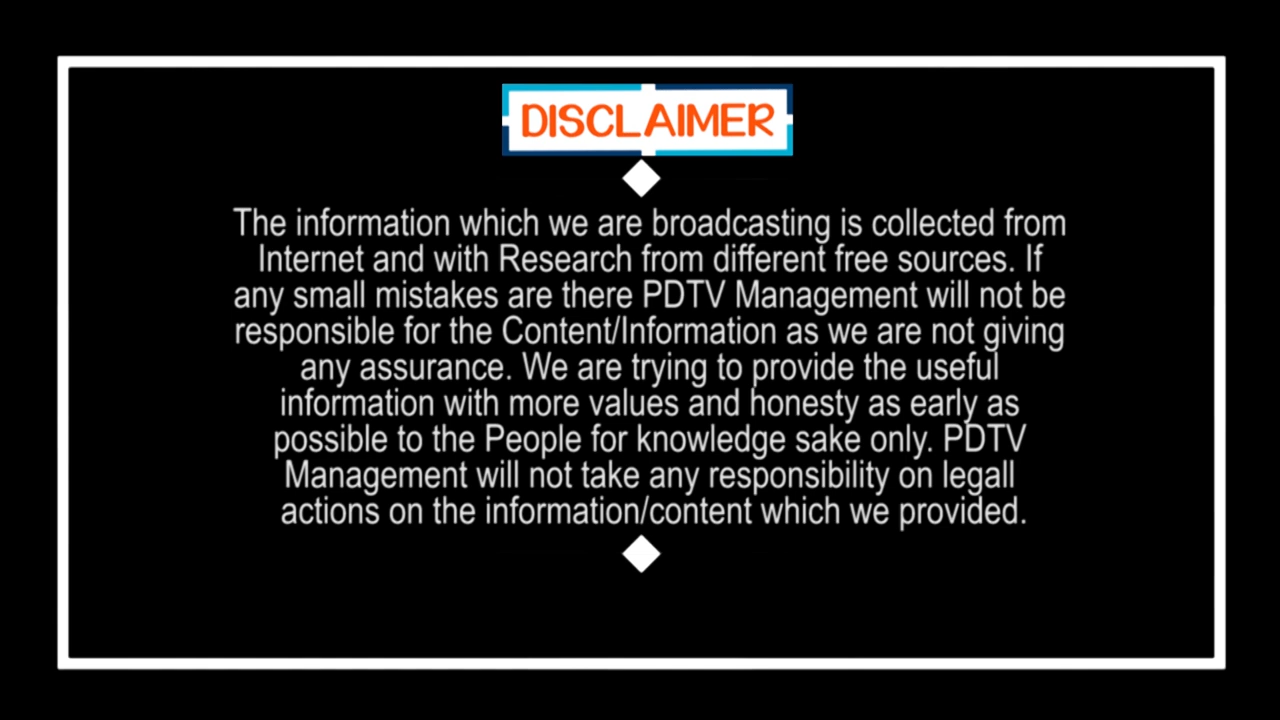 DISCLAIMER
The information which we are broadcasting is collected from
Internet and with Research from different free sources. If
any small mistakes are there PDTV Management will not be
responsible for the Content/Information as we are not giving
any assurance. We are trying to provide the useful
information with more values and honesty as early as
possible to the People for knowledge sake only. PDTV
Management will not take any responsibility on legall
actions on the information/content which we provided.